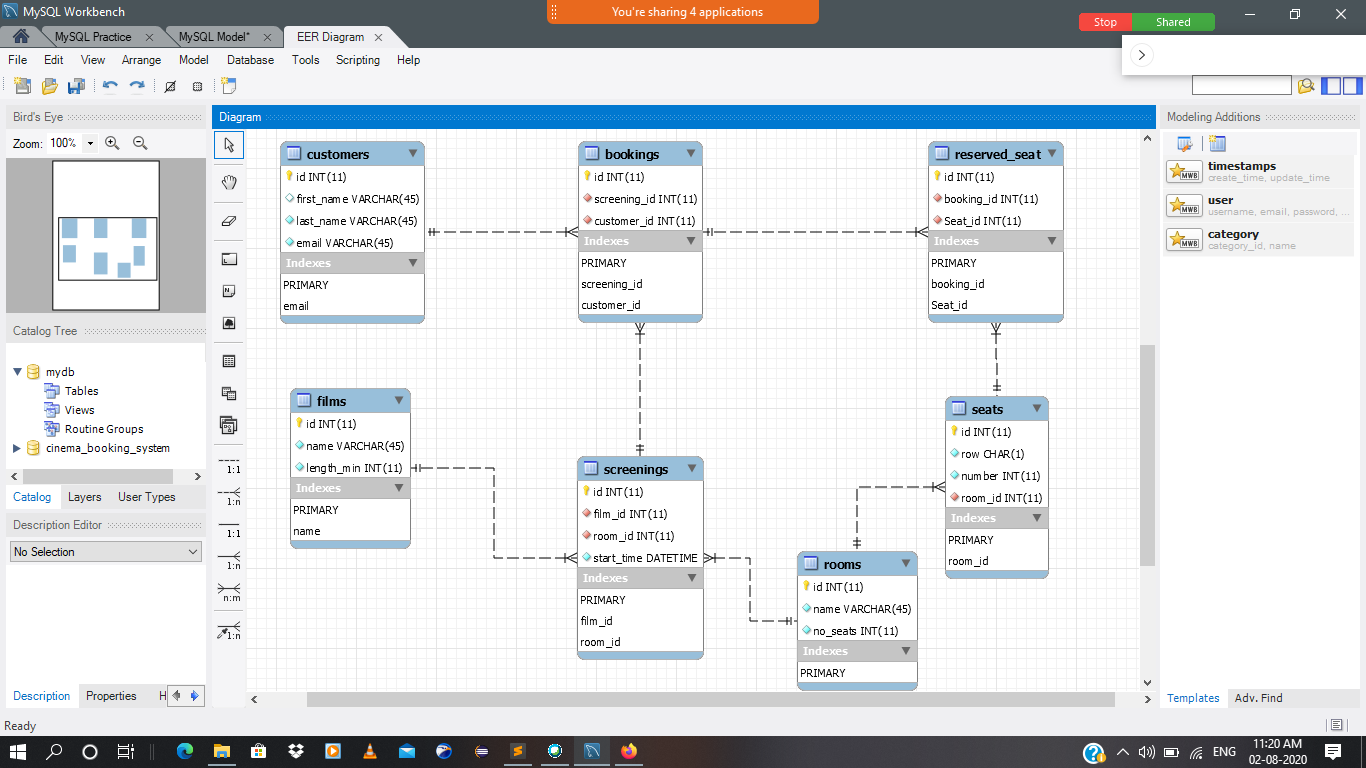 MySQL Workbench
You're sharing 4 applications
Stop
Shared
MySQL Practice
MySQL Model*
EER Diagram
File Edit View Arrange Model Database Tools Scripting Help
Bird's Eye
Zoom: 100%
Catalog Tree
mydb
Tables
Views
Routine Groups
cinema_booking_system
Catalog Layers User Types
Description Editor
No Selection
Description Properties H
Diagram
1:1
1:n
1:1
1:n
n:m
1:n
customers
id INT(11)
first_name VARCHAR(45)
last_name VARCHAR(45)
email VARCHAR(45)
Indexes
PRIMARY
email
bookings
id INT(11)
screening_id INT(11)
customer_id INT(11)
Indexes
PRIMARY
screening_id
customer_id
reserved_seat
id INT(11)
booking_id INT(11)
Seat_id INT(11)
Indexes
PRIMARY
booking_id
Seat_id
films
id INT(11)
name VARCHAR(45)
length_min INT(11)
Indexes
PRIMARY
name
screenings
id INT(11)
film_id INT(11)
room_id INT(11)
start_time DATETIME
Indexes
PRIMARY
film_id
room_id
seats
id INT(11)
row CHAR(1)
number INT(11)
room_id INT(11)
Indexes
PRIMARY
room_id
rooms
id INT(11)
name VARCHAR(45)
no_seats INT(11)
Indexes
PRIMARY
Modeling Additions
timestamps
create_time, update_time
user
username, email, password, ...
category
category_id, name
MWB
MWB
MWB
Templates Adv. Find
Ready
ENG
11:20 AM
02-08-2020